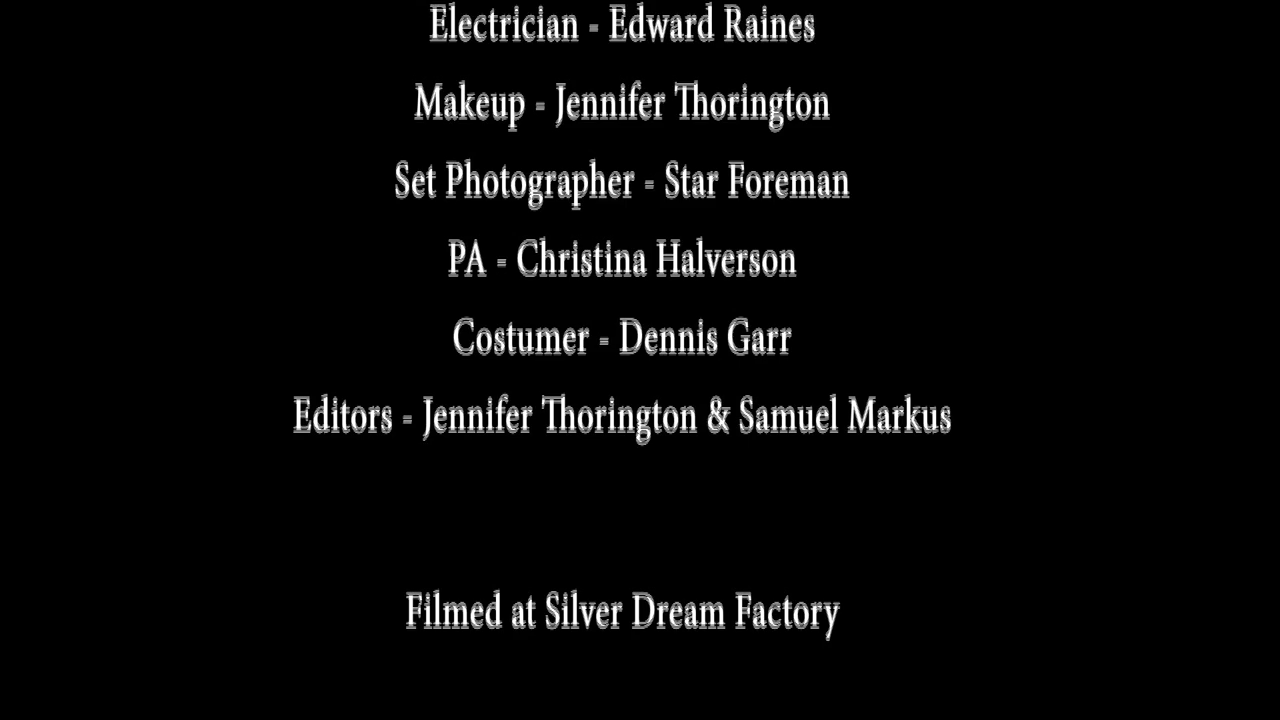 Electrician - Edward Raines
Makeup - Jennifer Thorington
Set Photographer - Star Foreman
PA - Christina Halverson
Costumer - Dennis Garr
Editors - Jennifer Thorington & Samuel Markus
Filmed at Silver Dream Factory